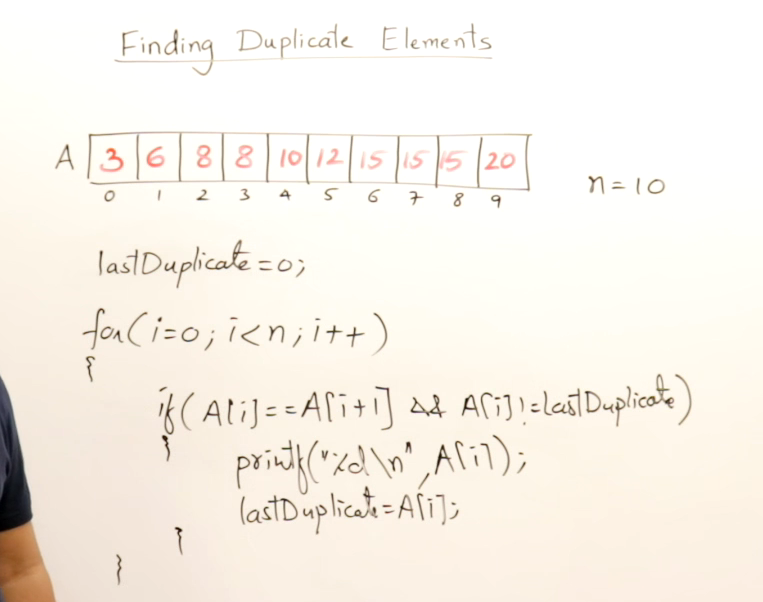 Finding Duplicate Elements
A 3 6 8 8 10 12 15 15 15 20
0 1 2 3 4 5 6 7 8 9
n=10
lastDuplicate=0;
for(i=0; i<n; i++)
{
if( A[i]==A[i+1] && A[i]!=lastDuplicate)
{
printf("%d\n", A[i]);
lastDuplicate=A[i];
}
}